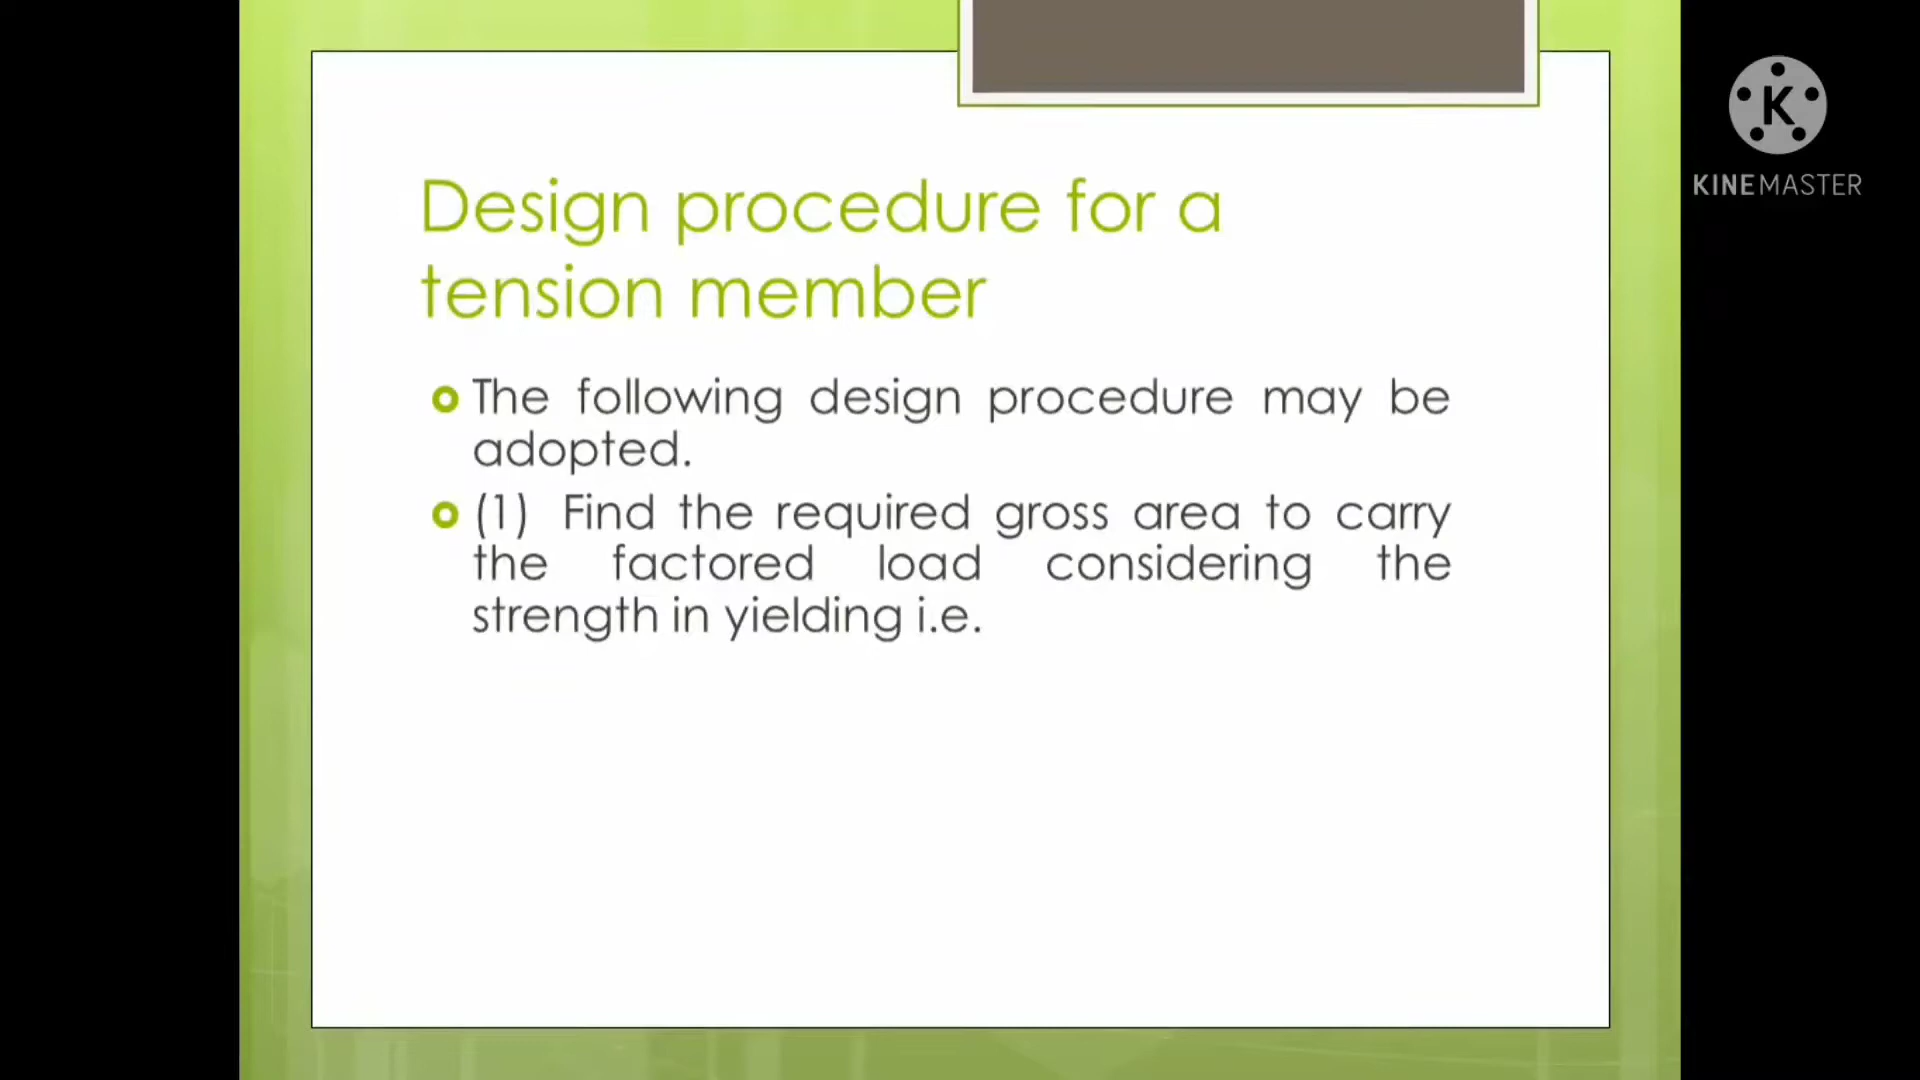 Design procedure for a
tension member
The following design procedure may be
adopted.
(1) Find the required gross area to carry
the factored load considering the
strength in yielding i.e.
K
KINEMASTER